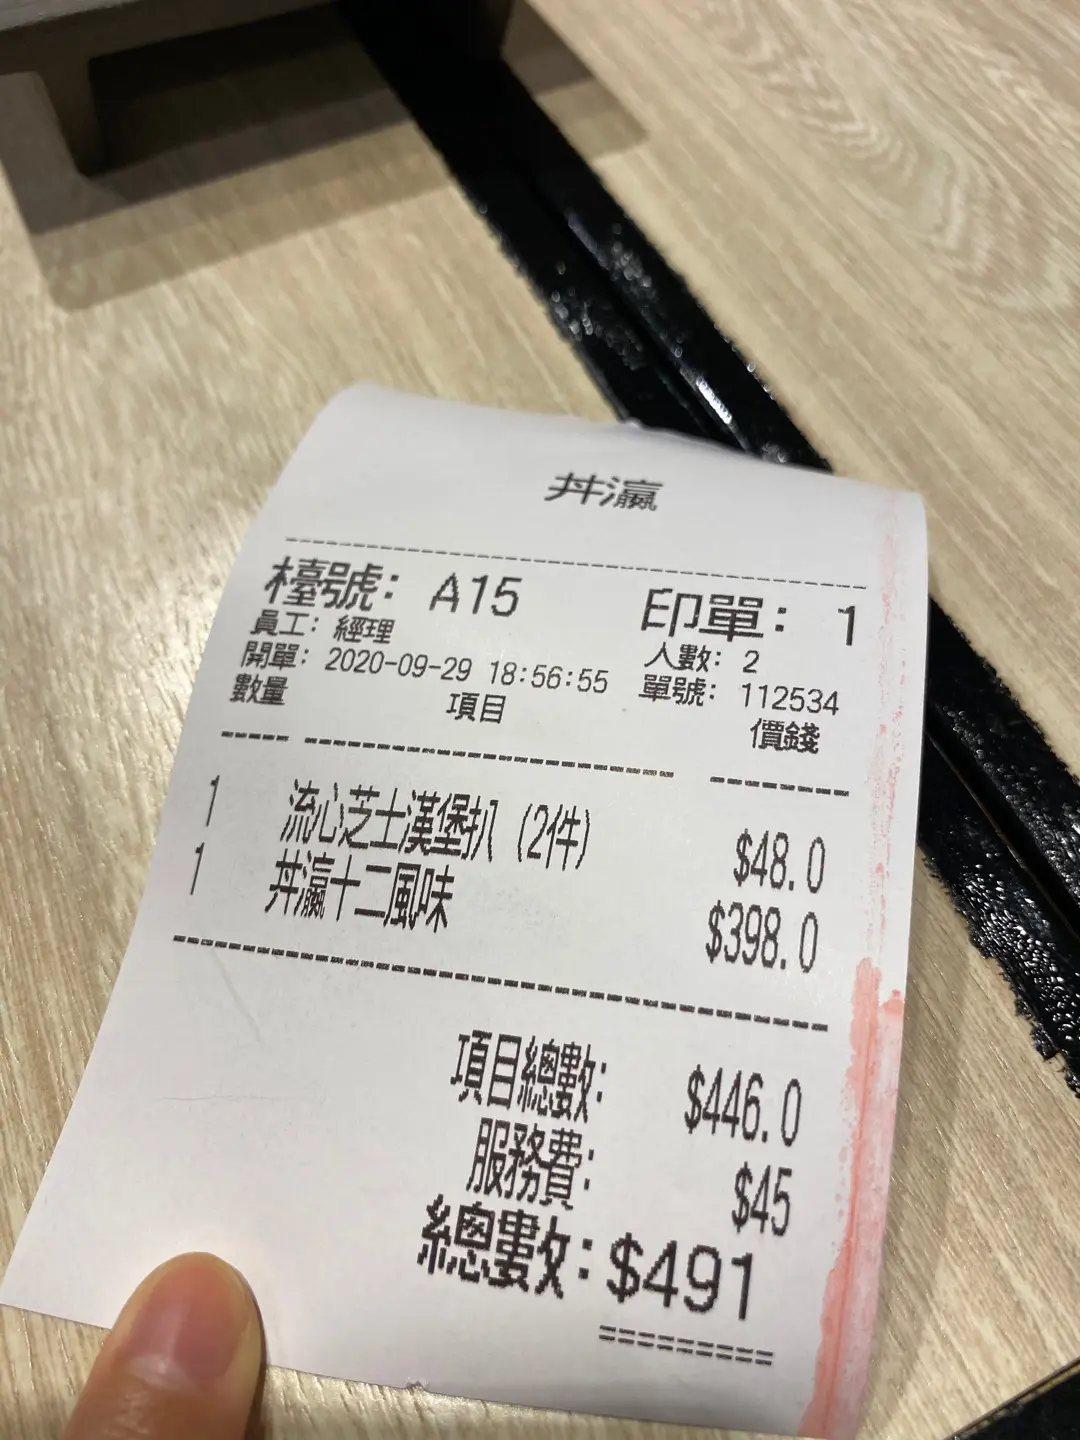 丼瀛
檯號: A15 印單: 1
員工: 經理 人數: 2
開單: 2020-09-29 18:56:55 單號: 112534
數量 項目 價錢
1 流心芝士漢堡扒 (2件) $48.0
1 丼瀛十二風味 $398.0
項目總數: $446.0
服務費: $45
總數: $491
=========